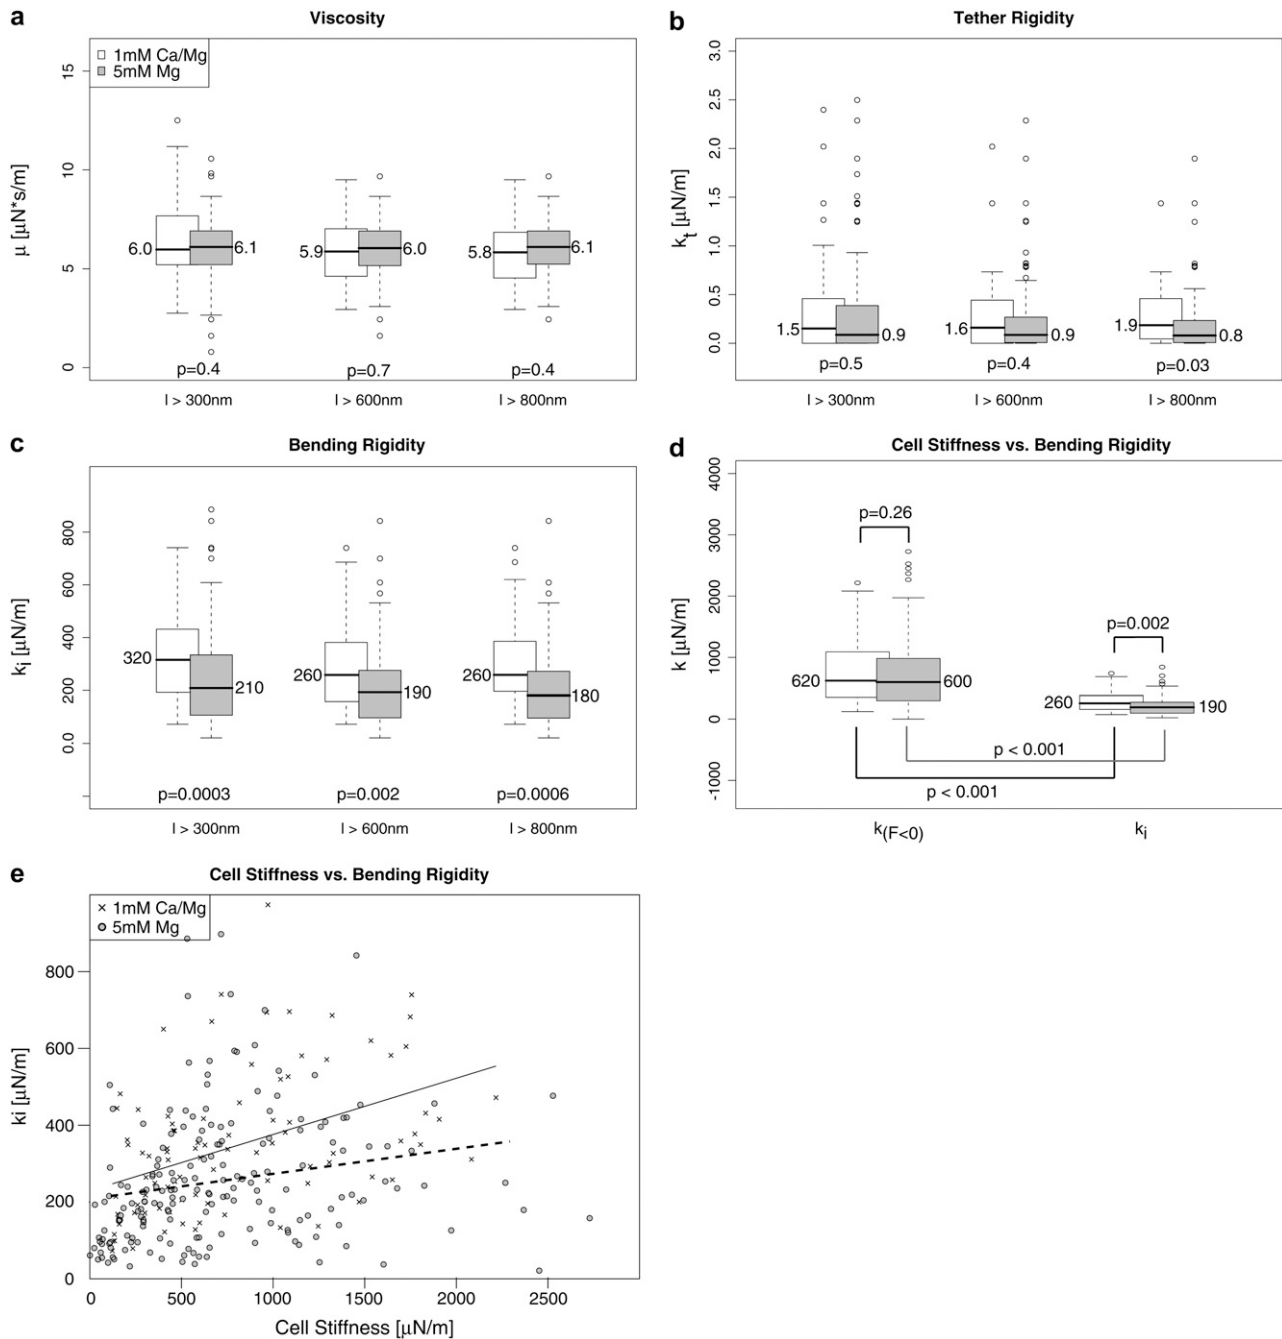 a
Viscosity
1mM Ca/Mg
5mM Mg
μ [μN*s/m]
15
10
5
0
6.0
6.1
5.9
6.0
5.8
6.1
p=0.4
p=0.7
p=0.4
l > 300nm
l > 600nm
l > 800nm
b
Tether Rigidity
kt [μN/m]
3.0
2.5
2.0
1.5
1.0
0.5
0.0
1.5
0.9
1.6
0.9
1.9
0.8
p=0.5
p=0.4
p=0.03
l > 300nm
l > 600nm
l > 800nm
c
Bending Rigidity
ki [μN/m]
800
600
400
200
0.0
320
210
260
190
260
180
p=0.0003
p=0.002
p=0.0006
l > 300nm
l > 600nm
l > 800nm
d
Cell Stiffness vs. Bending Rigidity
k [μN/m]
4000
3000
2000
1000
0
-1000
p=0.26
p=0.002
620
600
260
190
p < 0.001
p < 0.001
k(F<0)
ki
e
Cell Stiffness vs. Bending Rigidity
× 1mM Ca/Mg
5mM Mg
ki [μN/m]
800
600
400
200
0
0 500 1000 1500 2000 2500
Cell Stiffness [μN/m]